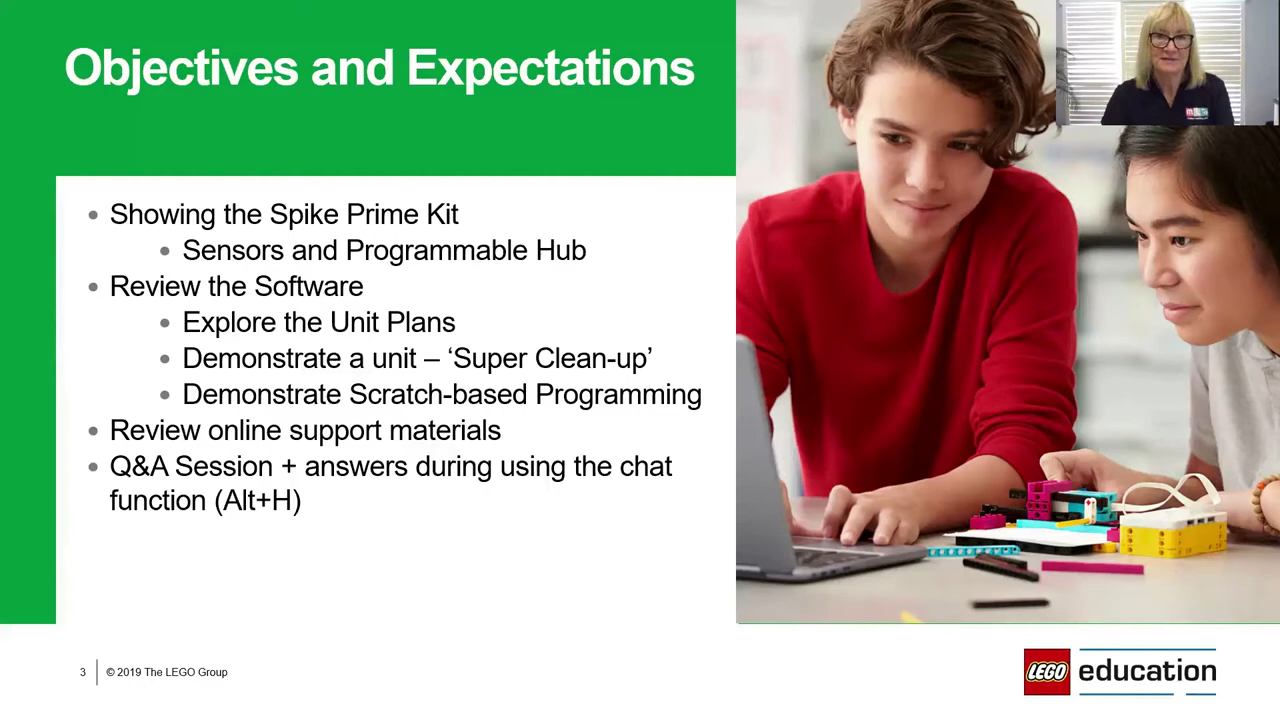 Objectives and Expectations
• Showing the Spike Prime Kit
• Sensors and Programmable Hub
• Review the Software
• Explore the Unit Plans
• Demonstrate a unit – ‘Super Clean-up’
• Demonstrate Scratch-based Programming
• Review online support materials
• Q&A Session + answers during using the chat
function (Alt+H)
3
© 2019 The LEGO Group
LEGO education